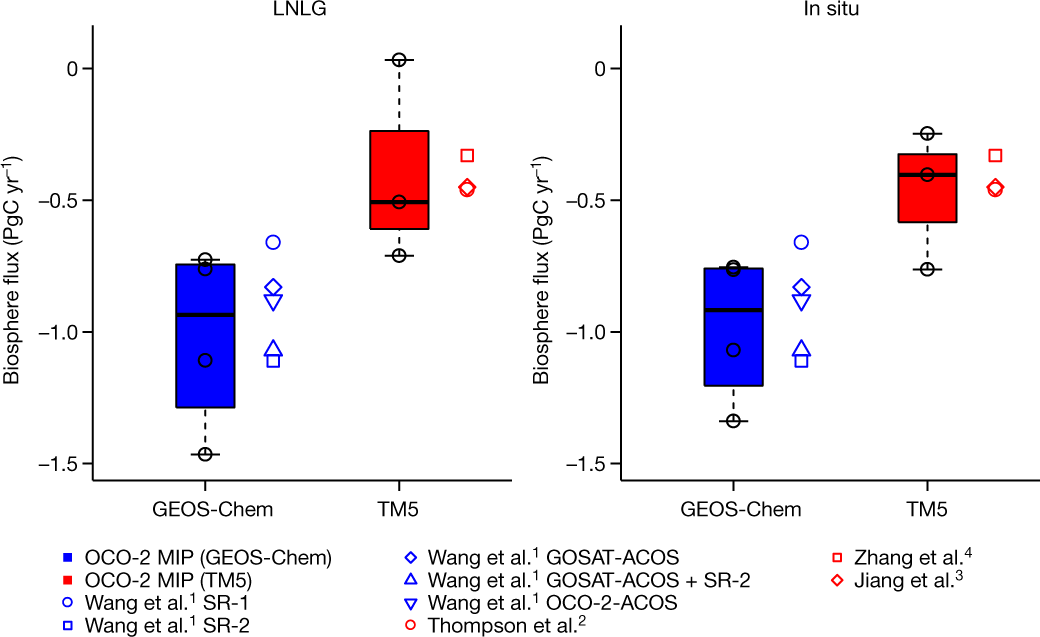 LNLG
In situ
Biosphere flux (PgC yr⁻¹)
0
−0.5
−1.0
−1.5
GEOS-Chem
TM5
Biosphere flux (PgC yr⁻¹)
0
−0.5
−1.0
−1.5
GEOS-Chem
TM5
OCO-2 MIP (GEOS-Chem)
OCO-2 MIP (TM5)
Wang et al.¹ SR-1
Wang et al.¹ SR-2
Wang et al.¹ GOSAT-ACOS
Wang et al.¹ GOSAT-ACOS + SR-2
Wang et al.¹ OCO-2-ACOS
Thompson et al.²
Zhang et al.⁴
Jiang et al.³